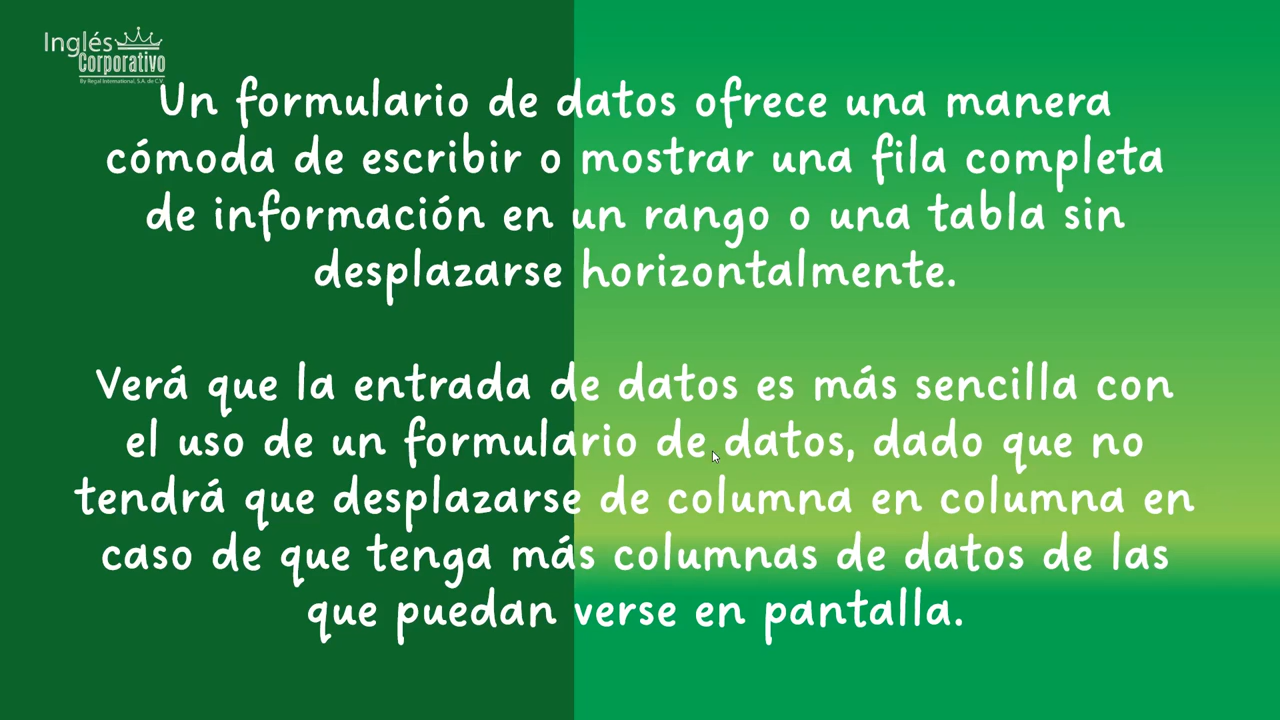 Inglés
Corporativo
By Regal International, S.A. de C.V
Un formulario de datos ofrece una manera
cómoda de escribir o mostrar una fila completa
de información en un rango o una tabla sin
desplazarse horizontalmente.
Verá que la entrada de datos es más sencilla con
el uso de un formulario de datos, dado que no
tendrá que desplazarse de columna en columna en
caso de que tenga más columnas de datos de las
que puedan verse en pantalla.